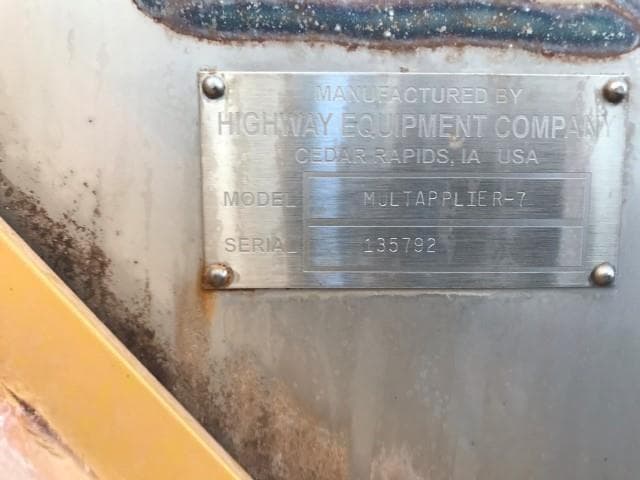 MANUFACTURED BY
HIGHWAY EQUIPMENT COMPANY
CEDAR RAPIDS, IA USA
MODEL MULTAPPLIER-7
SERIAL 135792